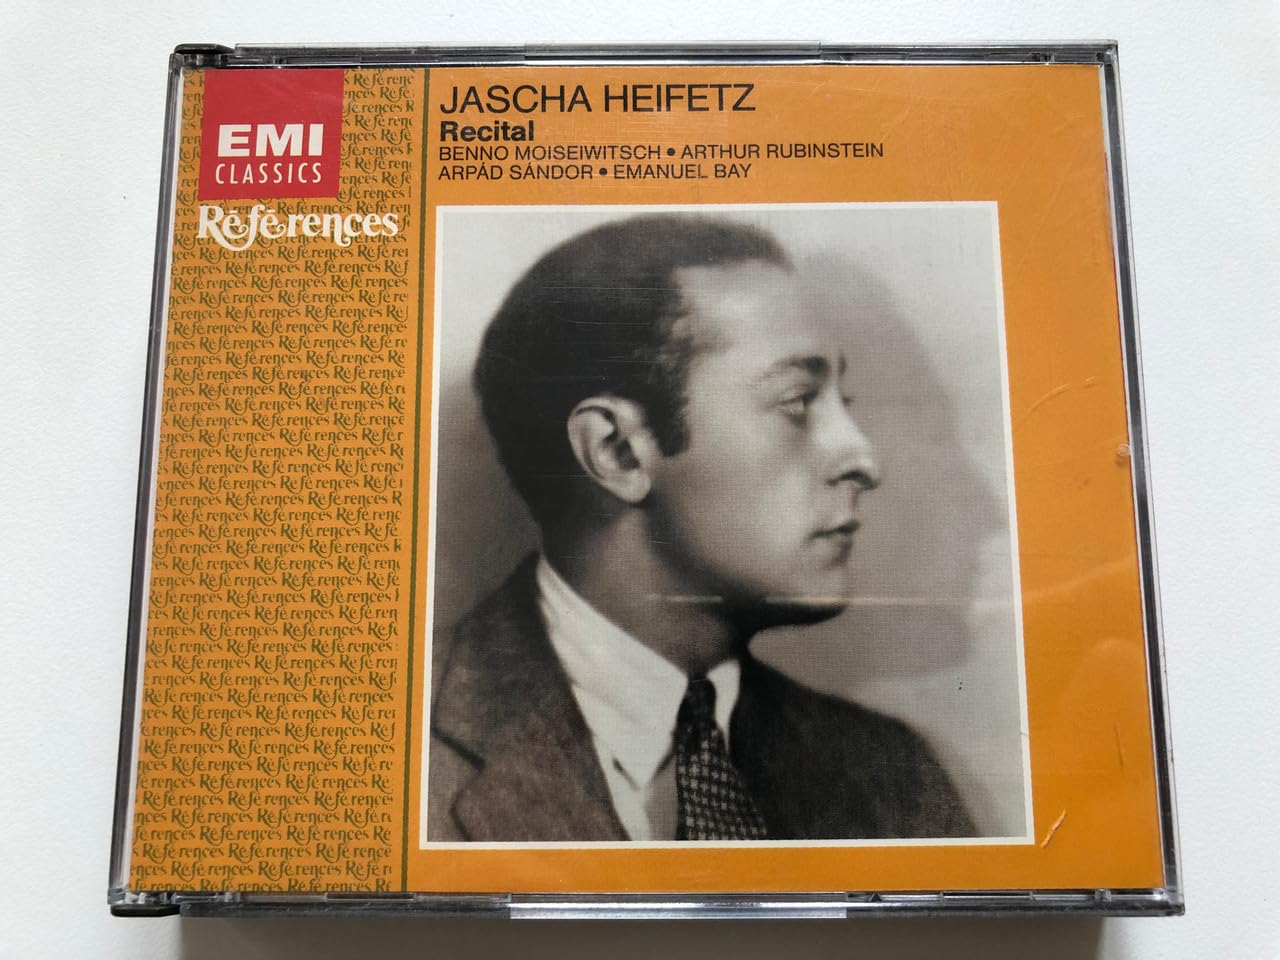 EMI
CLASSICS
Références
JASCHA HEIFETZ
Recital
BENNO MOISEIWITSCH • ARTHUR RUBINSTEIN
ARPÁD SÁNDOR • EMANUEL BAY